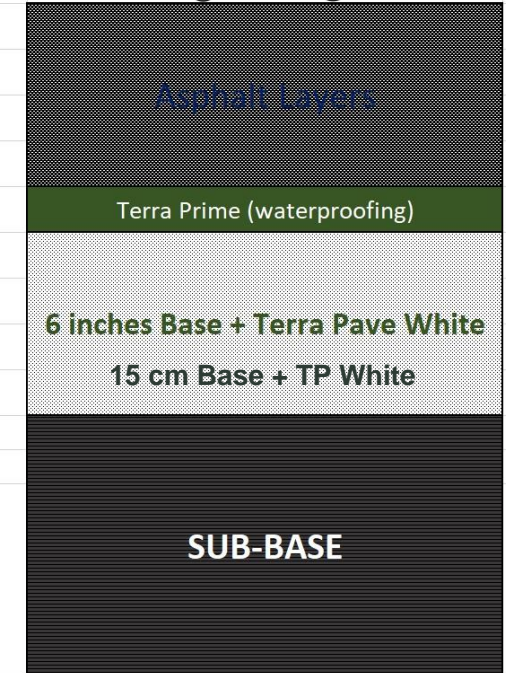 Asphalt Layers
Terra Prime (waterproofing)
6 inches Base + Terra Pave White
15 cm Base + TP White
SUB-BASE